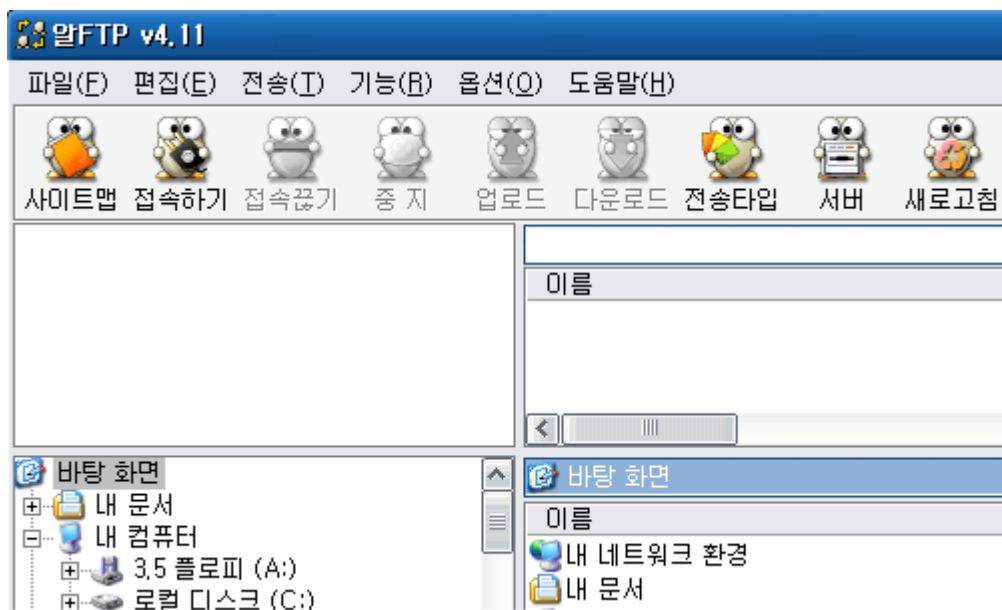 알FTP v4.11
파일(F) 편집(E) 전송(T) 기능(R) 옵션(O) 도움말(H)
사이트맵 접속하기 접속끊기 중 지 업로드 다운로드 전송타입 서버 새로고침
이름
바탕 화면
내 문서
내 컴퓨터
3.5 플로피 (A:)
로컬 디스크 (C:)
바탕 화면
이름
내 네트워크 환경
내 문서